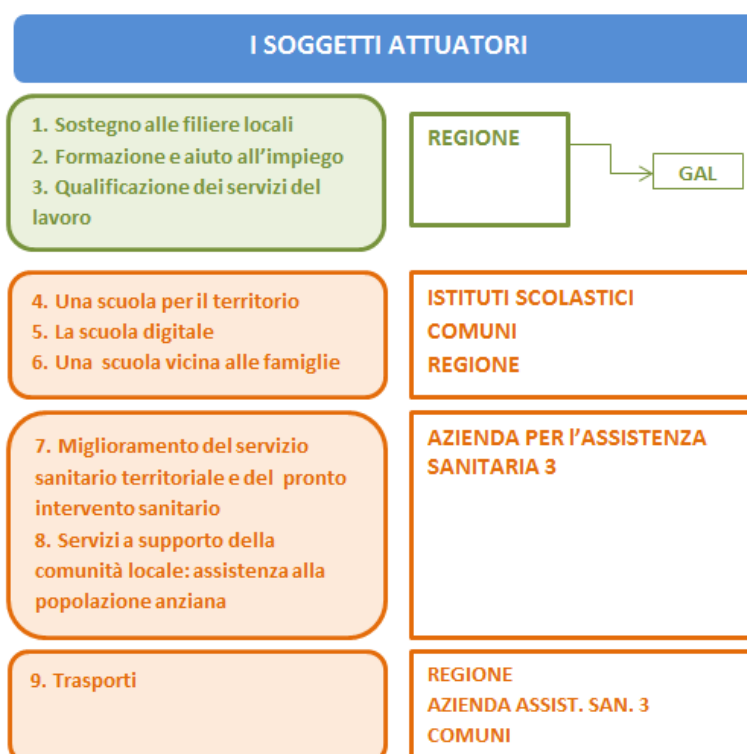 I SOGGETTI ATTUATORI
1. Sostegno alle filiere locali
2. Formazione e aiuto all'impiego
3. Qualificazione dei servizi del
lavoro
REGIONE
GAL
4. Una scuola per il territorio
5. La scuola digitale
6. Una scuola vicina alle famiglie
ISTITUTI SCOLASTICI
COMUNI
REGIONE
7. Miglioramento del servizio
sanitario territoriale e del pronto
intervento sanitario
8. Servizi a supporto della
comunità locale: assistenza alla
popolazione anziana
AZIENDA PER l'ASSISTENZA
SANITARIA 3
9. Trasporti
REGIONE
AZIENDA ASSIST. SAN. 3
COMUNI